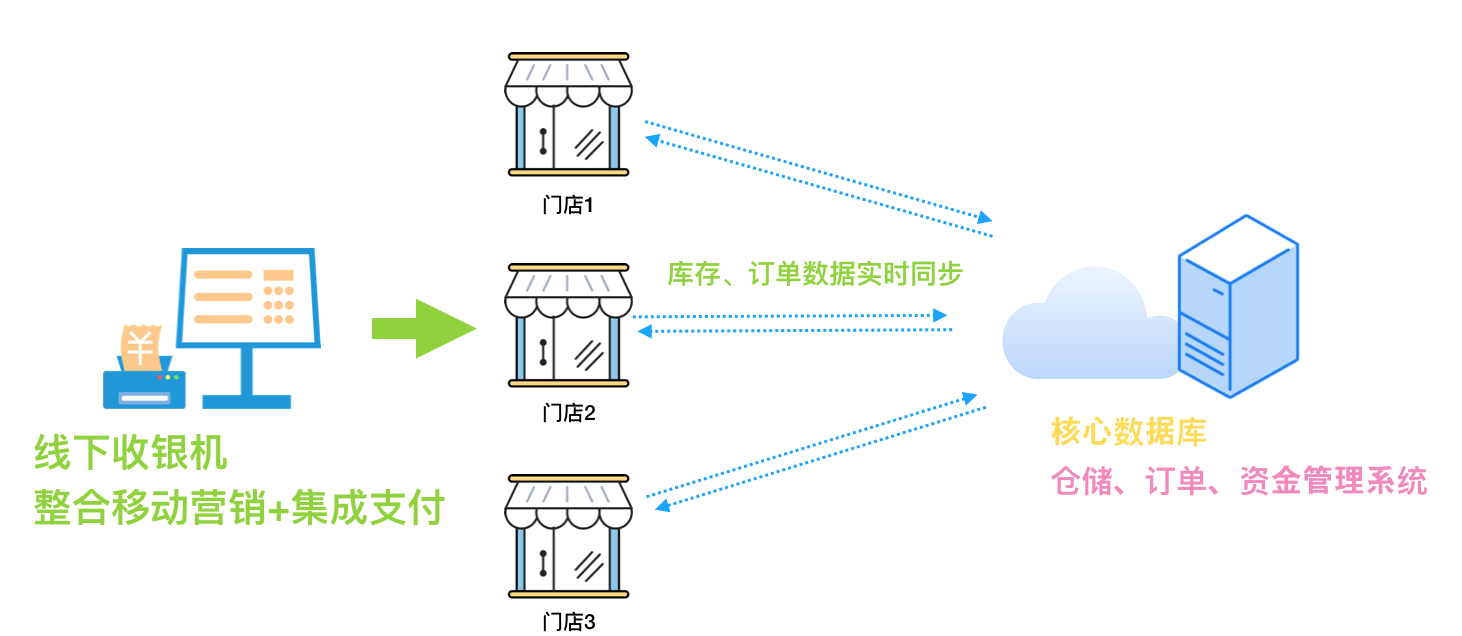 门店1
库存、订单数据实时同步
门店2
线下收银机
整合移动营销+集成支付
核心数据库
仓储、订单、资金管理系统
门店3